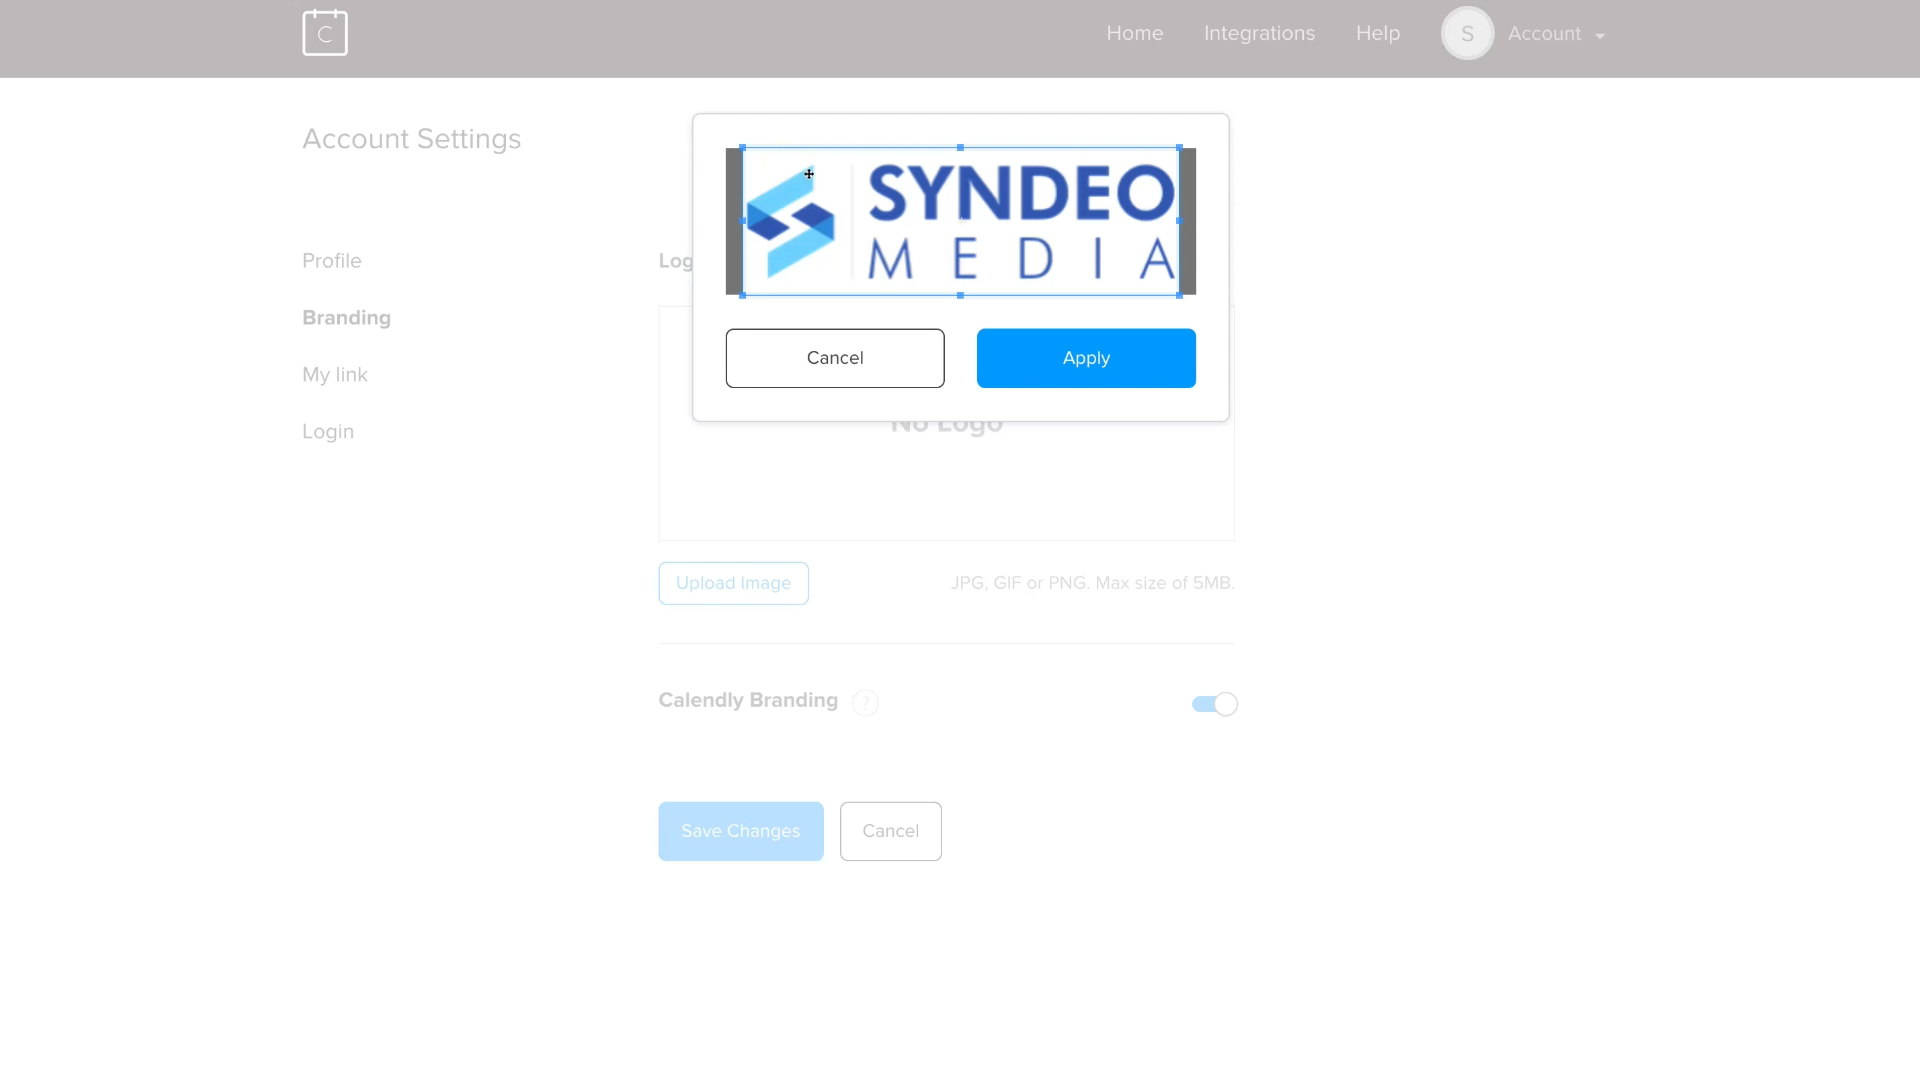 C
Home
Integrations
Help
S
Account
Account Settings
Profile
Branding
My link
Login
Log
SYNDEO
MEDIA
Cancel
Apply
No Logo
Upload Image
JPG, GIF or PNG. Max size of 5MB.
Calendly Branding
?
Save Changes
Cancel